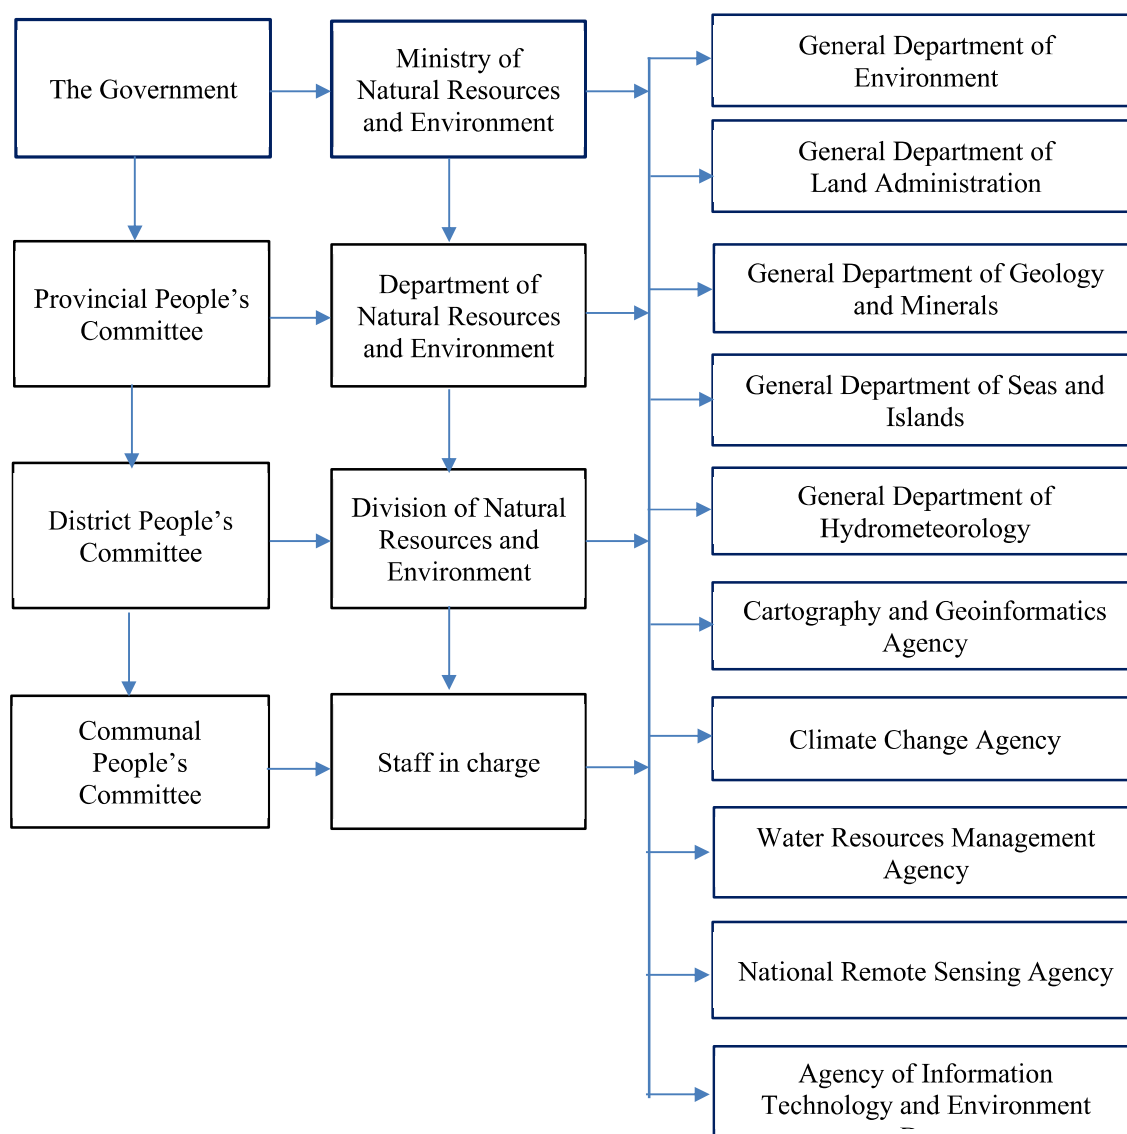 The Government
Ministry of
Natural Resources
and Environment
Provincial People’s
Committee
Department of
Natural Resources
and Environment
District People’s
Committee
Division of Natural
Resources and
Environment
Communal
People’s
Committee
Staff in charge
General Department of
Environment
General Department of
Land Administration
General Department of Geology
and Minerals
General Department of Seas and
Islands
General Department of
Hydrometeorology
Cartography and Geoinformatics
Agency
Climate Change Agency
Water Resources Management
Agency
National Remote Sensing Agency
Agency of Information
Technology and Environment